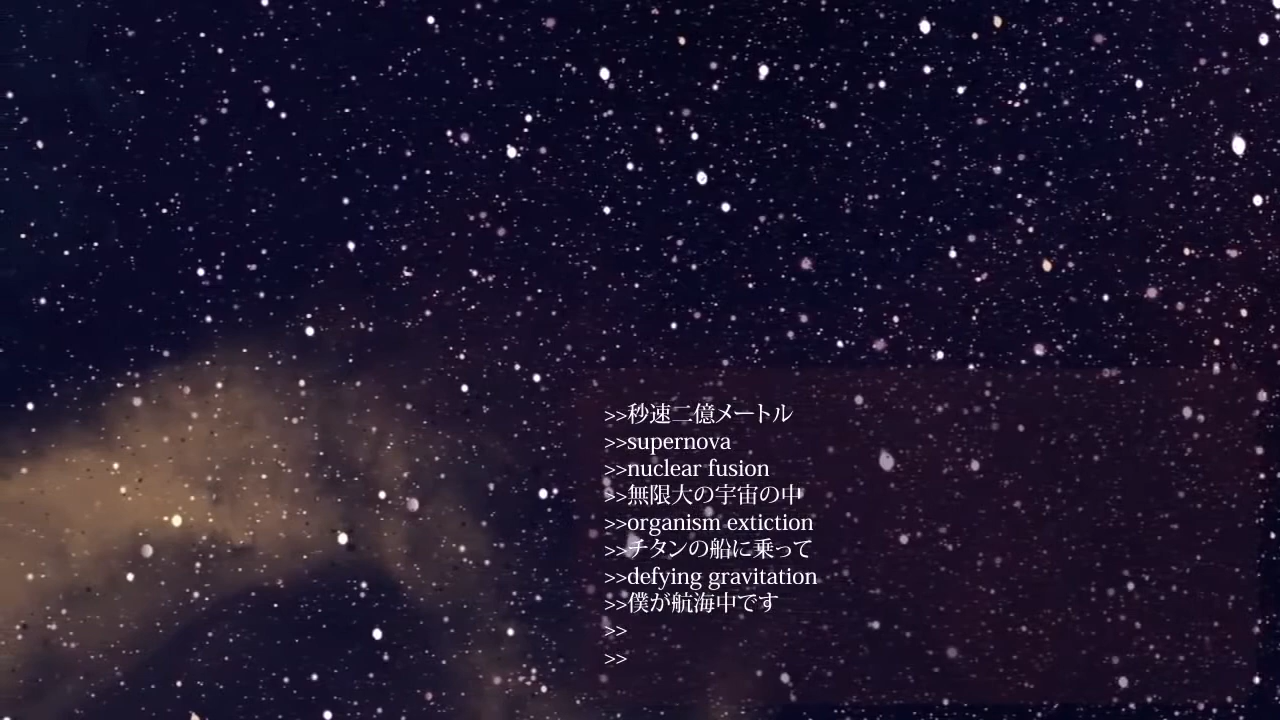 >>秒速二億メートル
>>supernova
>>nuclear fusion
>>無限大の宇宙の中
>>organism extiction
>>チタンの船に乗って
>>defying gravitation
>>僕が航海中です
>>
>>